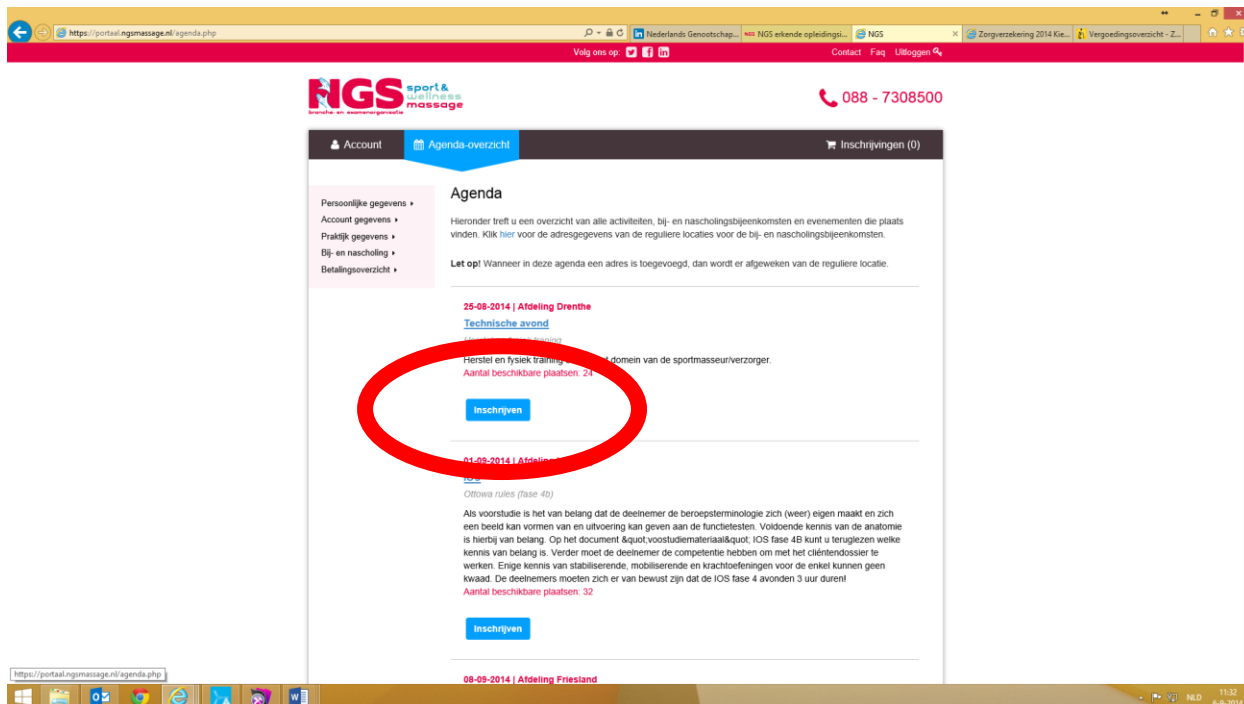 https://portaal.ngsmassage.nl/agenda.php
Nederlands Genootschap...
NGS NGS erkende opleidingsi...
NGS
Zorgverzekering 2014 Kie...
Vergoedingsoverzicht - Z...
Volg ons op:
Contact Faq Uitloggen
NGS sport &
wellness
massage
branche- en examenorganisatie
088 - 7308500
Account
Agenda-overzicht
Inschrijvingen (0)
Persoonlijke gegevens
Account gegevens
Praktijk gegevens
Bij- en nascholing
Betalingsoverzicht
Agenda
Hieronder treft u een overzicht van alle activiteiten, bij- en nascholingsbijeenkomsten en evenementen die plaats
vinden. Klik hier voor de adresgegevens van de reguliere locaties voor de bij- en nascholingsbijeenkomsten.
Let op! Wanneer in deze agenda een adres is toegevoegd, dan wordt er afgeweken van de reguliere locatie.
25-08-2014 | Afdeling Drenthe
Technische avond
Herstel en fysiek training domein van de sportmasseur/verzorger.
Aantal beschikbare plaatsen: 24
Inschrijven
01-09-2014 | Afdeling
IOS
Ottowa rules (fase 4b)
Als voorstudie is het van belang dat de deelnemer de beroepsterminologie zich (weer) eigen maakt en zich
een beeld kan vormen van en uitvoering kan geven aan de functietesten. Voldoende kennis van de anatomie
is hierbij van belang. Op het document &quot;voostudiemateriaal&quot; IOS fase 4B kunt u teruglezen welke
kennis van belang is. Verder moet de deelnemer de competentie hebben om met het cliëntendossier te
werken. Enige kennis van stabiliserende, mobiliserende en krachtoefeningen voor de enkel kunnen geen
kwaad. De deelnemers moeten zich er van bewust zijn dat de IOS fase 4 avonden 3 uur duren!
Aantal beschikbare plaatsen: 32
Inschrijven
08-09-2014 | Afdeling Friesland
https://portaal.ngsmassage.nl/agenda.php
NLD
11:32
6-8-2014